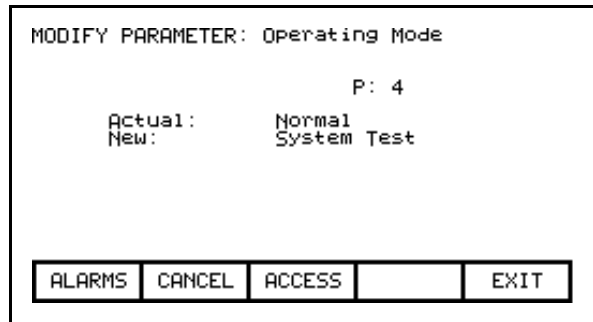 MODIFY PARAMETER: Operating Mode
P: 4
Actual: Normal
New: System Test
ALARMS CANCEL ACCESS EXIT